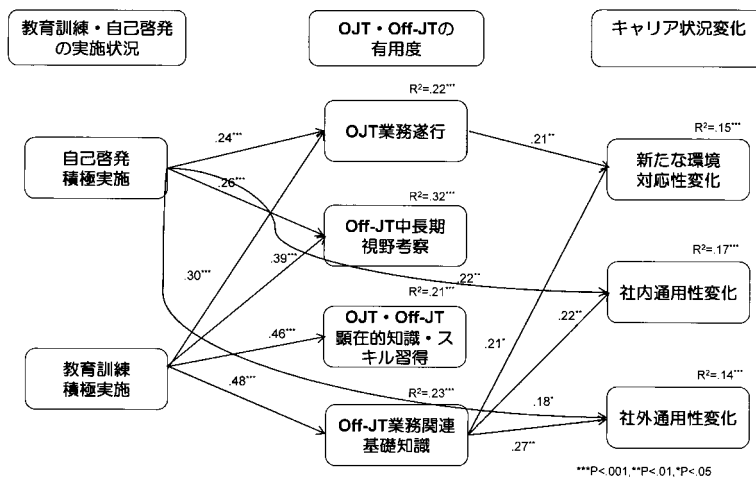 教育訓練・自己啓発
の実施状況
OJT・Off-JTの
有用度
キャリア状況変化
R²=.22***
OJT業務遂行
R²=.15***
.24***
.21**
自己啓発
積極実施
新たな環境
対応性変化
.26***
R²=.32***
Off-JT中長期
視野考察
R²=.17***
.39***
.30***
.22**
社内通用性変化
R²=.21***
.22**
OJT・Off-JT
顕在的知識・ス
キル習得
.46***
.21*
教育訓練
積極実施
R²=.14***
.48***
R²=.23***
.18*
Off-JT業務関連
基礎知識
社外通用性変化
.27**
***P<.001,**P<.01,*P<.05